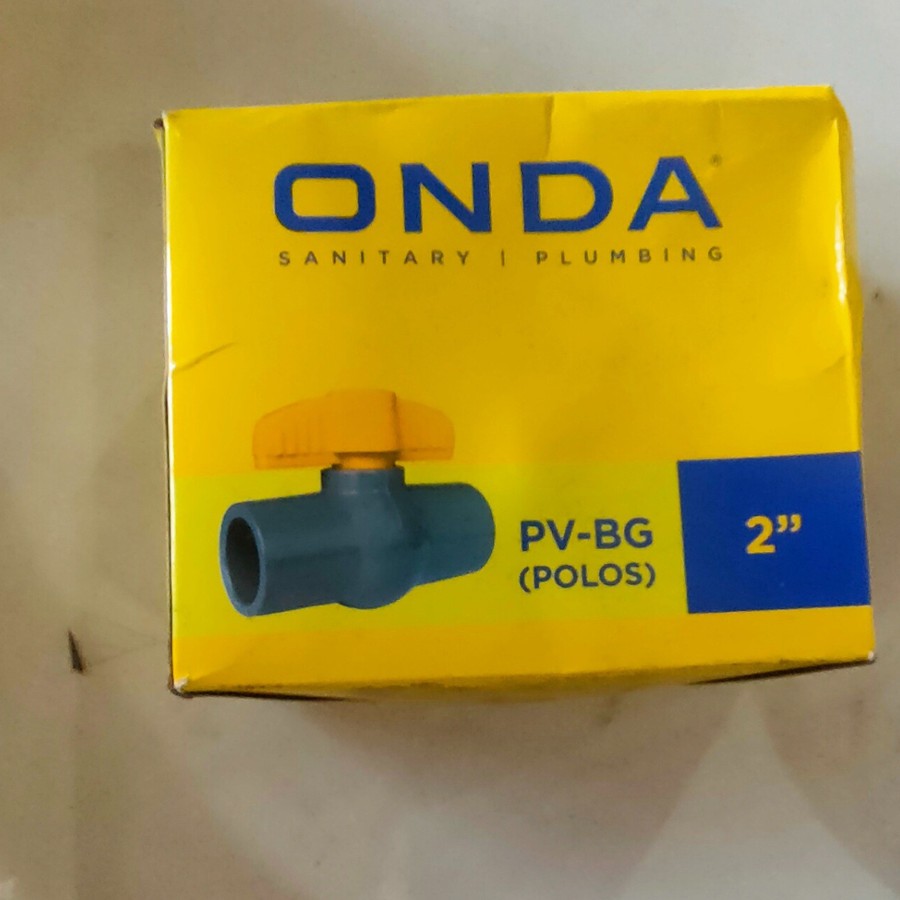 ONDA®
SANITARY | PLUMBING
PV-BG
(POLOS)
2”